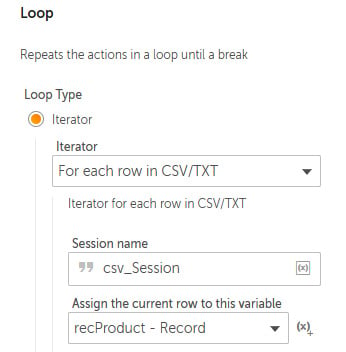 Loop
Repeats the actions in a loop until a break
Loop Type
Iterator
Iterator
For each row in CSV/TXT
Iterator for each row in CSV/TXT
Session name
csv_Session (x)
Assign the current row to this variable
recProduct - Record (x)+